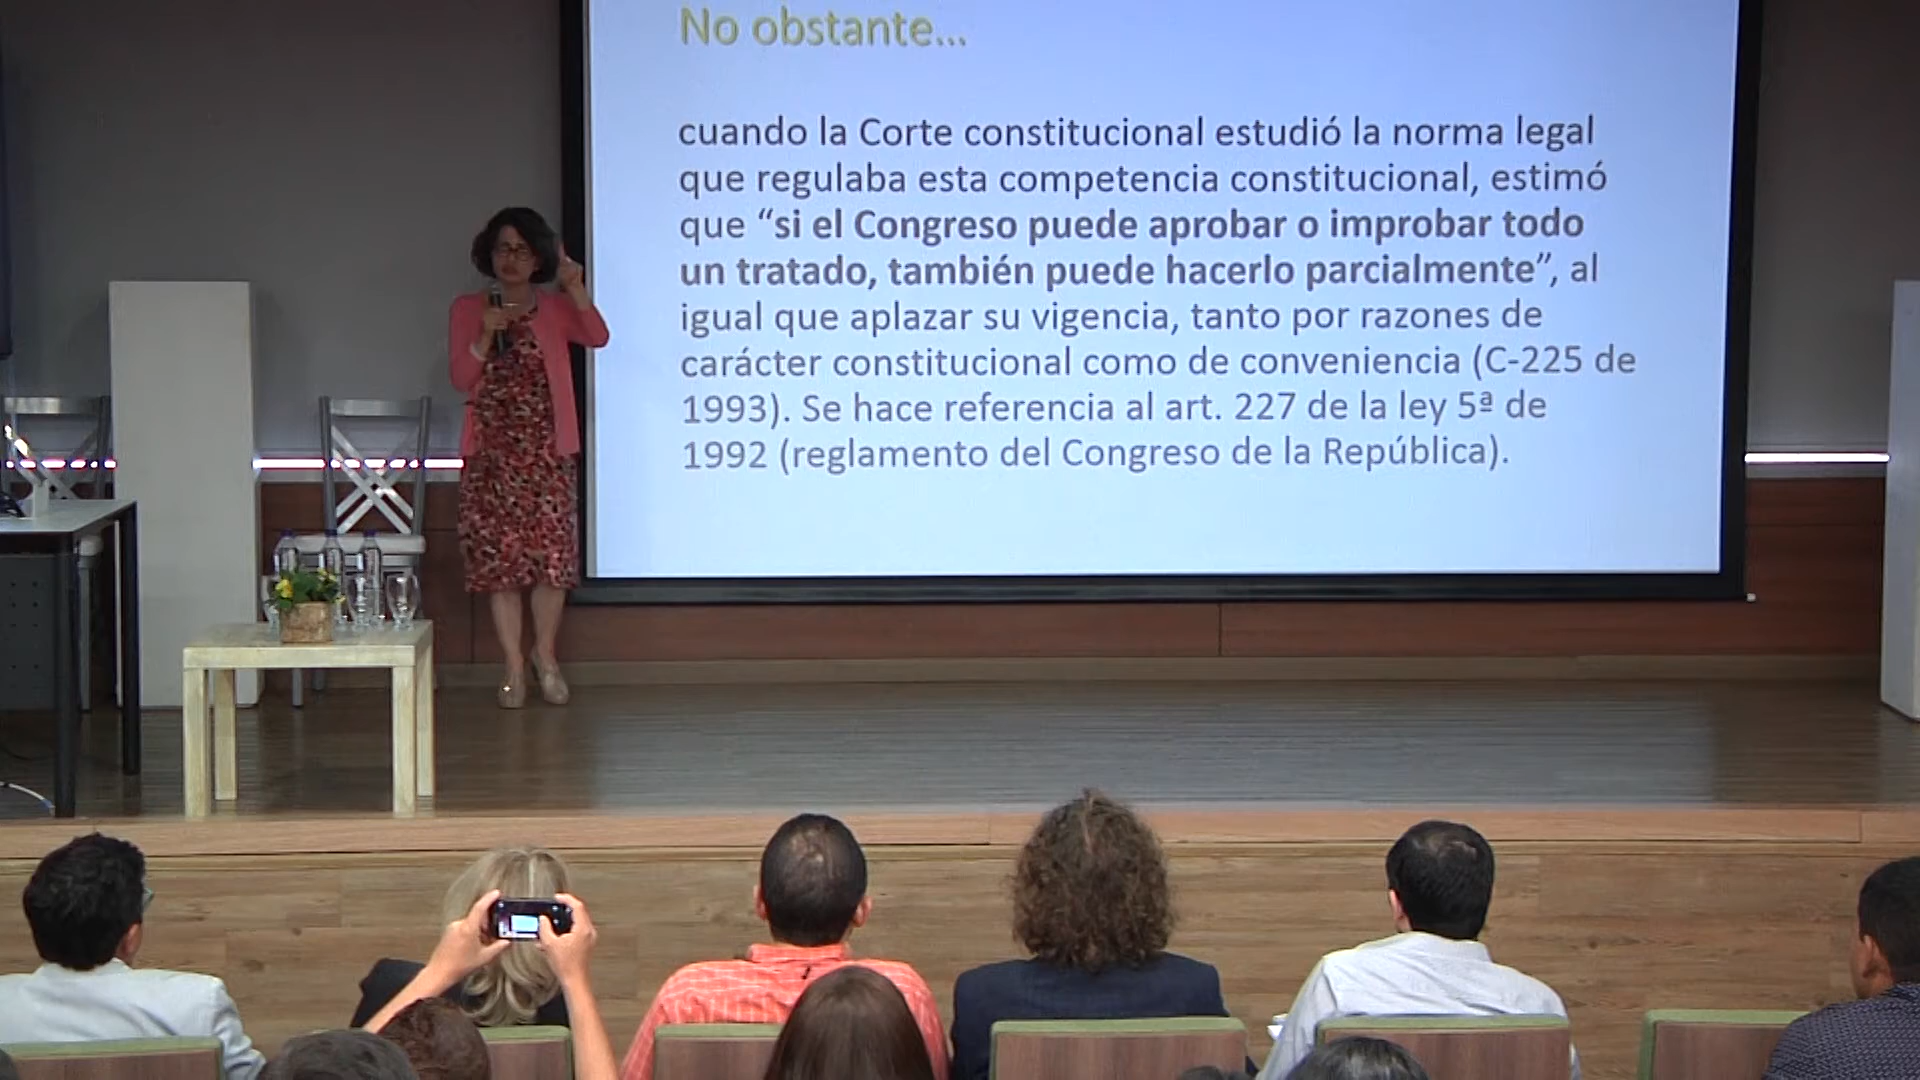 No obstante...
cuando la Corte constitucional estudió la norma legal
que regulaba esta competencia constitucional, estimó
que “si el Congreso puede aprobar o improbar todo
un tratado, también puede hacerlo parcialmente”, al
igual que aplazar su vigencia, tanto por razones de
carácter constitucional como de conveniencia (C-225 de
1993). Se hace referencia al art. 227 de la ley 5ª de
1992 (reglamento del Congreso de la República).